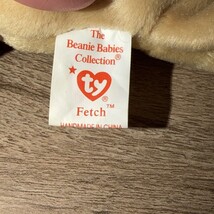 The
Beanie Babies
Collection®
ty
Fetch™
HANDMADE IN CHINA